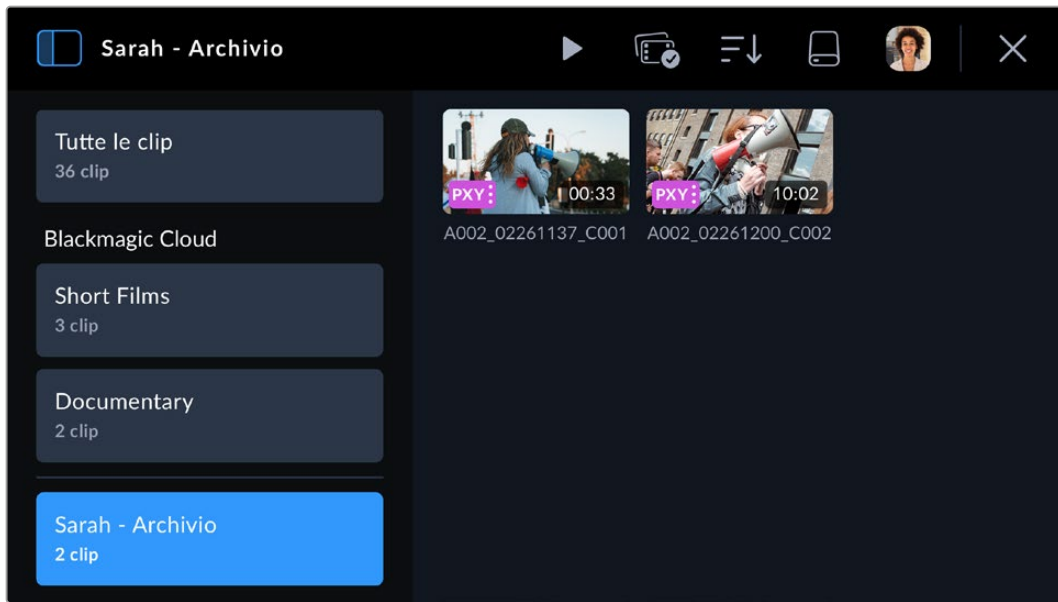 Sarah - Archivio
Tutte le clip
36 clip
Blackmagic Cloud
Short Films
3 clip
Documentary
2 clip
Sarah - Archivio
2 clip
PXY
00:33
PXY
10:02
A002_02261137_C001
A002_02261200_C002